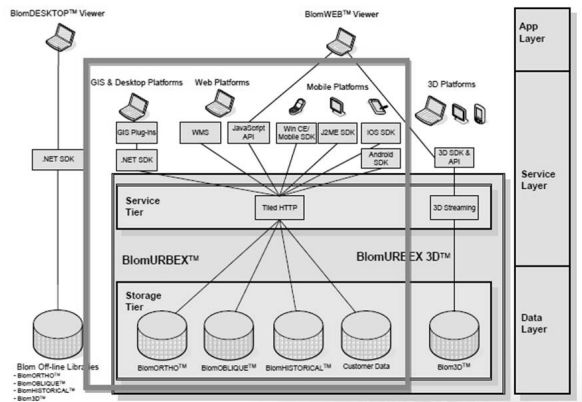 BlomDESKTOP™ Viewer
BlomWEB™ Viewer
App
Layer
GIS & Desktop Platforms
Web Platforms
Mobile Platforms
3D Platforms
GIS Plug-Ins
WMS
JavaScript
API
Win CE/
Mobile SDK
J2ME SDK
iOS SDK
.NET SDK
.NET SDK
Android
SDK
3D SDK &
API
Service
Layer
Service
Tier
Tiled HTTP
3D Streaming
BlomURBEX™
BlomURBEX 3D™
Storage
Tier
Data
Layer
BlomORTHO™
BlomOBLIQUE™
BlomHISTORICAL™
Customer Data
Blom3D™
Blom Off-line Libraries
- BlomORTHO™
- BlomOBLIQUE™
- BlomHISTORICAL™
- Blom3D™